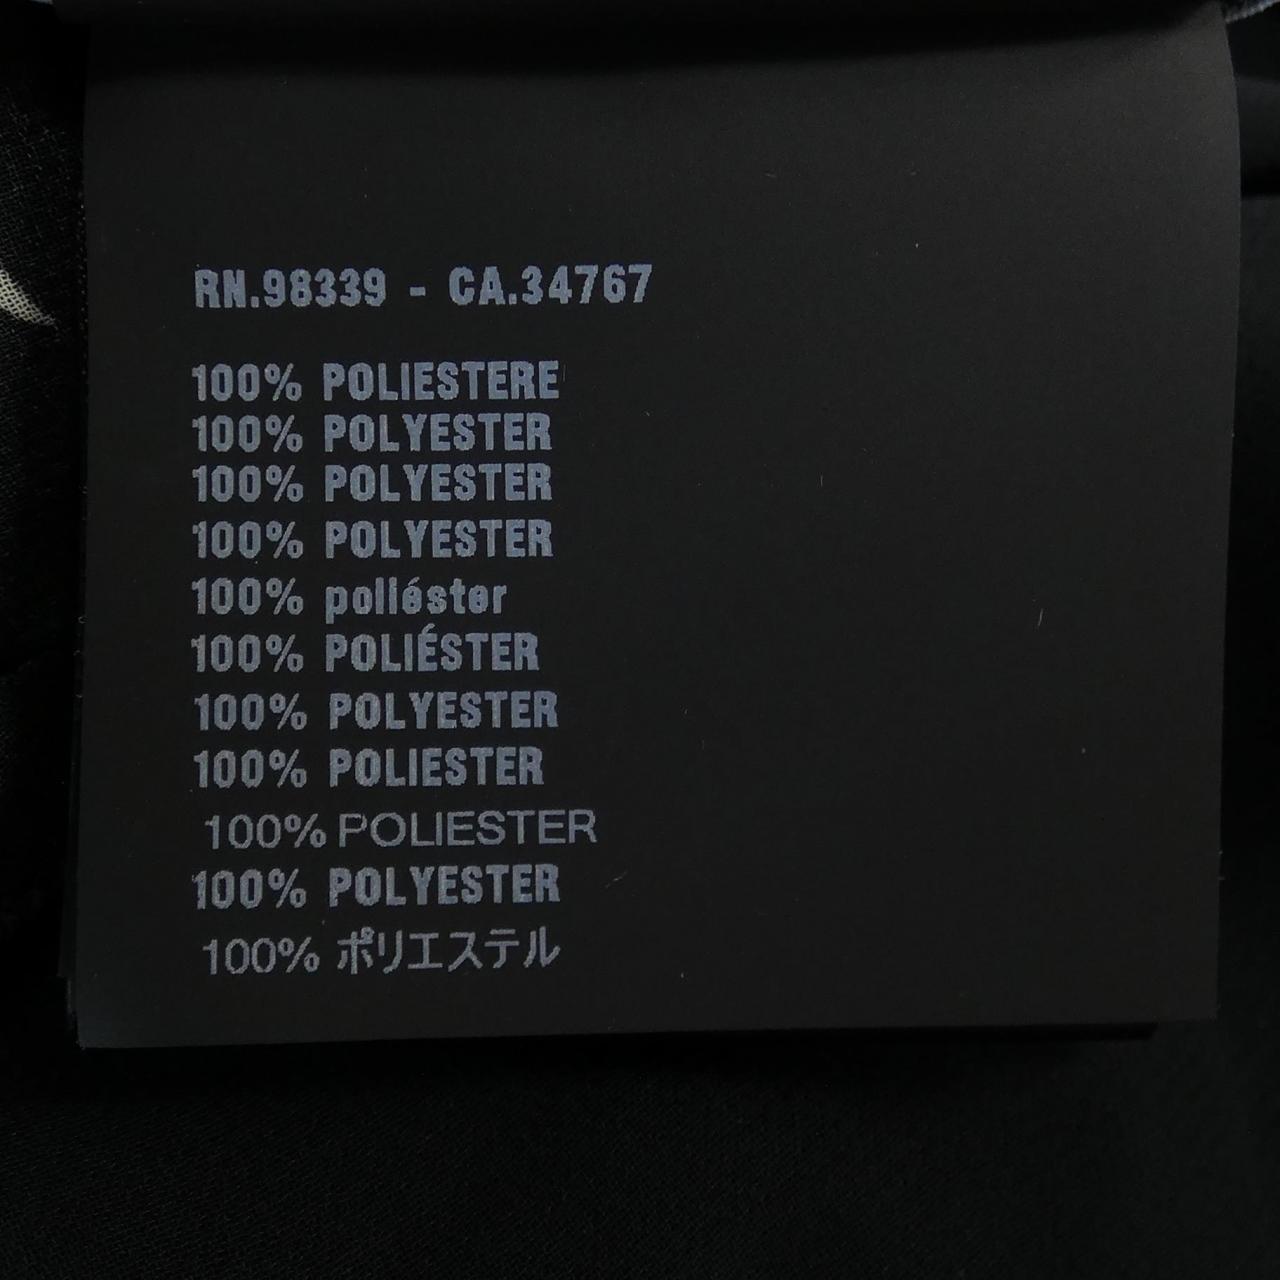 RN.98339 - CA.34767
100% POLIESTERE
100% POLYESTER
100% POLYESTER
100% POLYESTER
100% poliéster
100% POLIÉSTER
100% POLYESTER
100% POLIESTER
100% POLIESTER
100% POLYESTER
100% ポリエステル